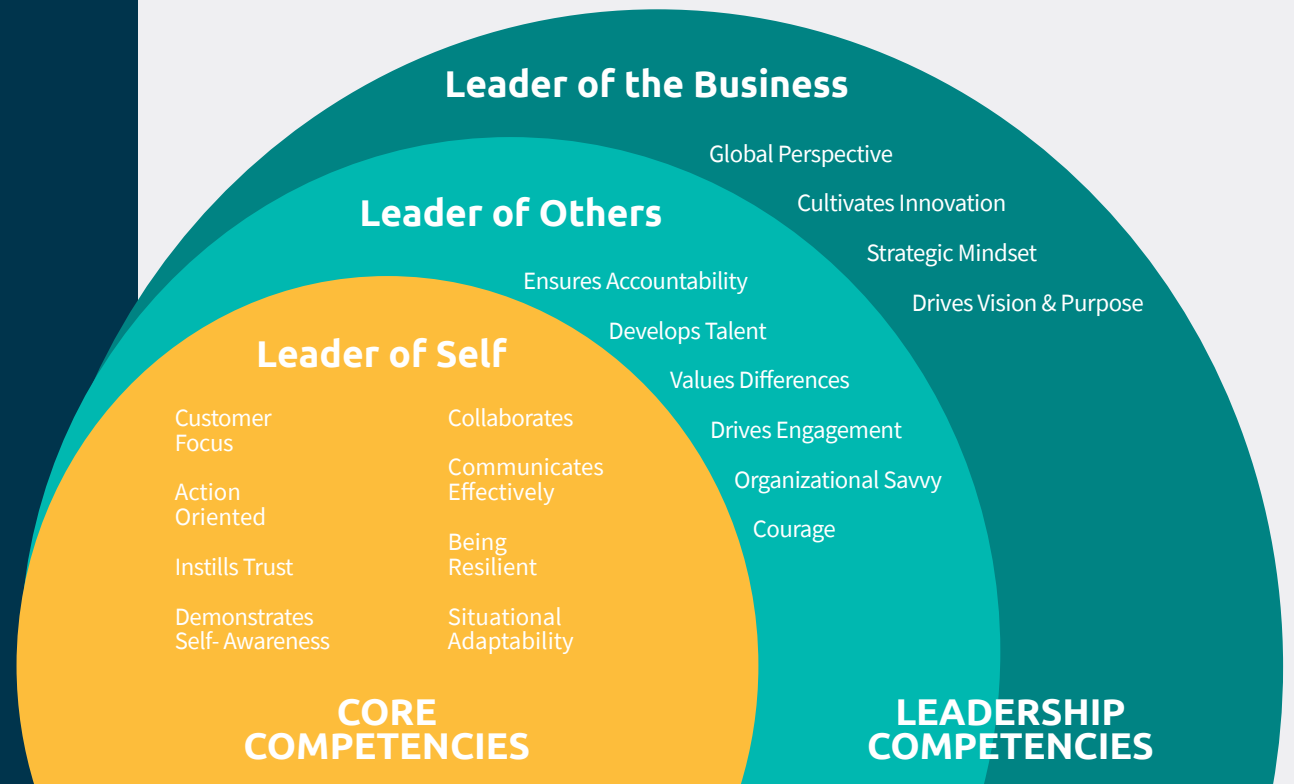 Leader of the Business
Global Perspective
Cultivates Innovation
Strategic Mindset
Drives Vision & Purpose
Leader of Others
Ensures Accountability
Develops Talent
Values Differences
Drives Engagement
Organizational Savvy
Courage
Leader of Self
Customer
Focus
Action
Oriented
Instills Trust
Demonstrates
Self- Awareness
Collaborates
Communicates
Effectively
Being
Resilient
Situational
Adaptability
CORE
COMPETENCIES
LEADERSHIP
COMPETENCIES